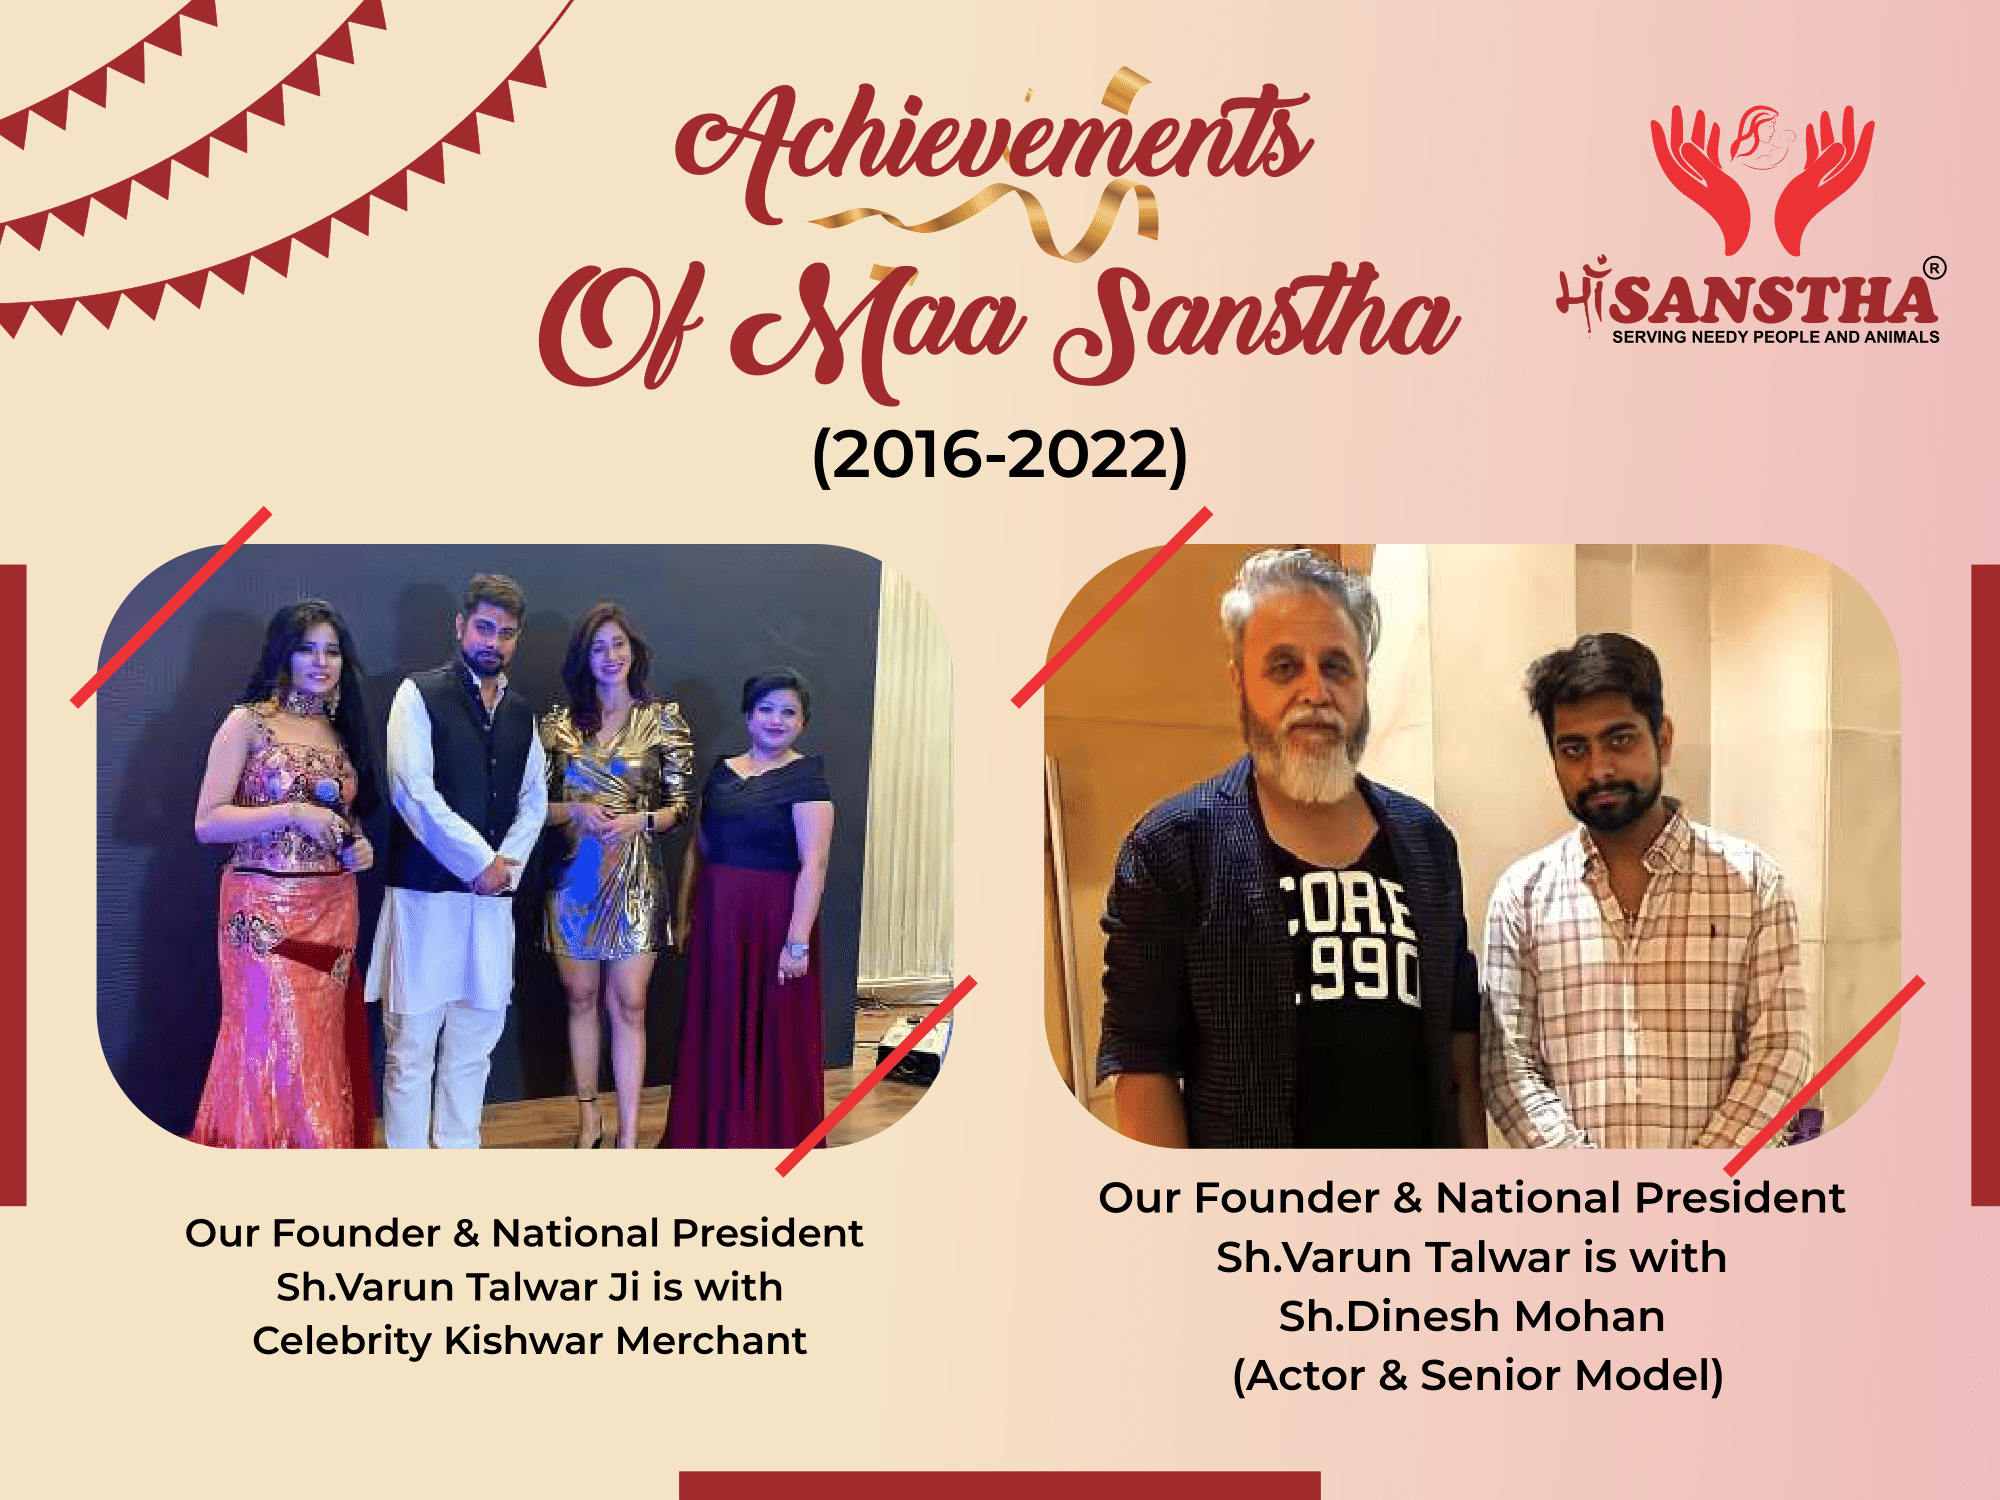 Achievements
Of Maa Sanstha
(2016-2022)
माँSANSTHA®
SERVING NEEDY PEOPLE AND ANIMALS
CORE
1990
Our Founder & National President
Sh.Varun Talwar Ji is with
Celebrity Kishwar Merchant
Our Founder & National President
Sh.Varun Talwar is with
Sh.Dinesh Mohan
(Actor & Senior Model)